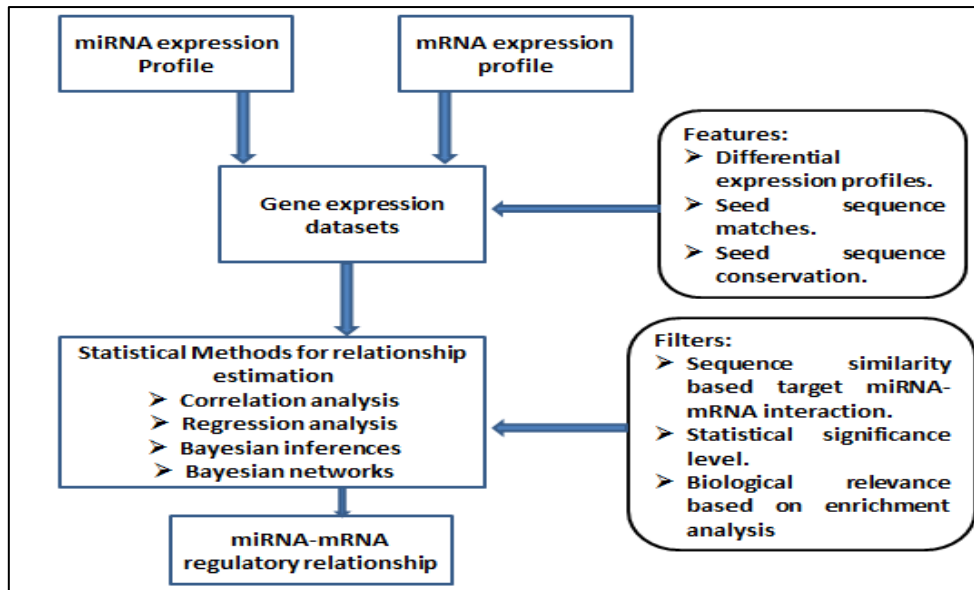 miRNA expression
Profile
mRNA expression
profile
Gene expression
datasets
Features:
➢ Differential
expression profiles.
➢ Seed sequence
matches.
➢ Seed sequence
conservation.
Statistical Methods for relationship
estimation
➢ Correlation analysis
➢ Regression analysis
➢ Bayesian inferences
➢ Bayesian networks
Filters:
➢ Sequence similarity
based target miRNA-
mRNA interaction.
➢ Statistical significance
level.
➢ Biological relevance
based on enrichment
analysis
miRNA-mRNA
regulatory relationship